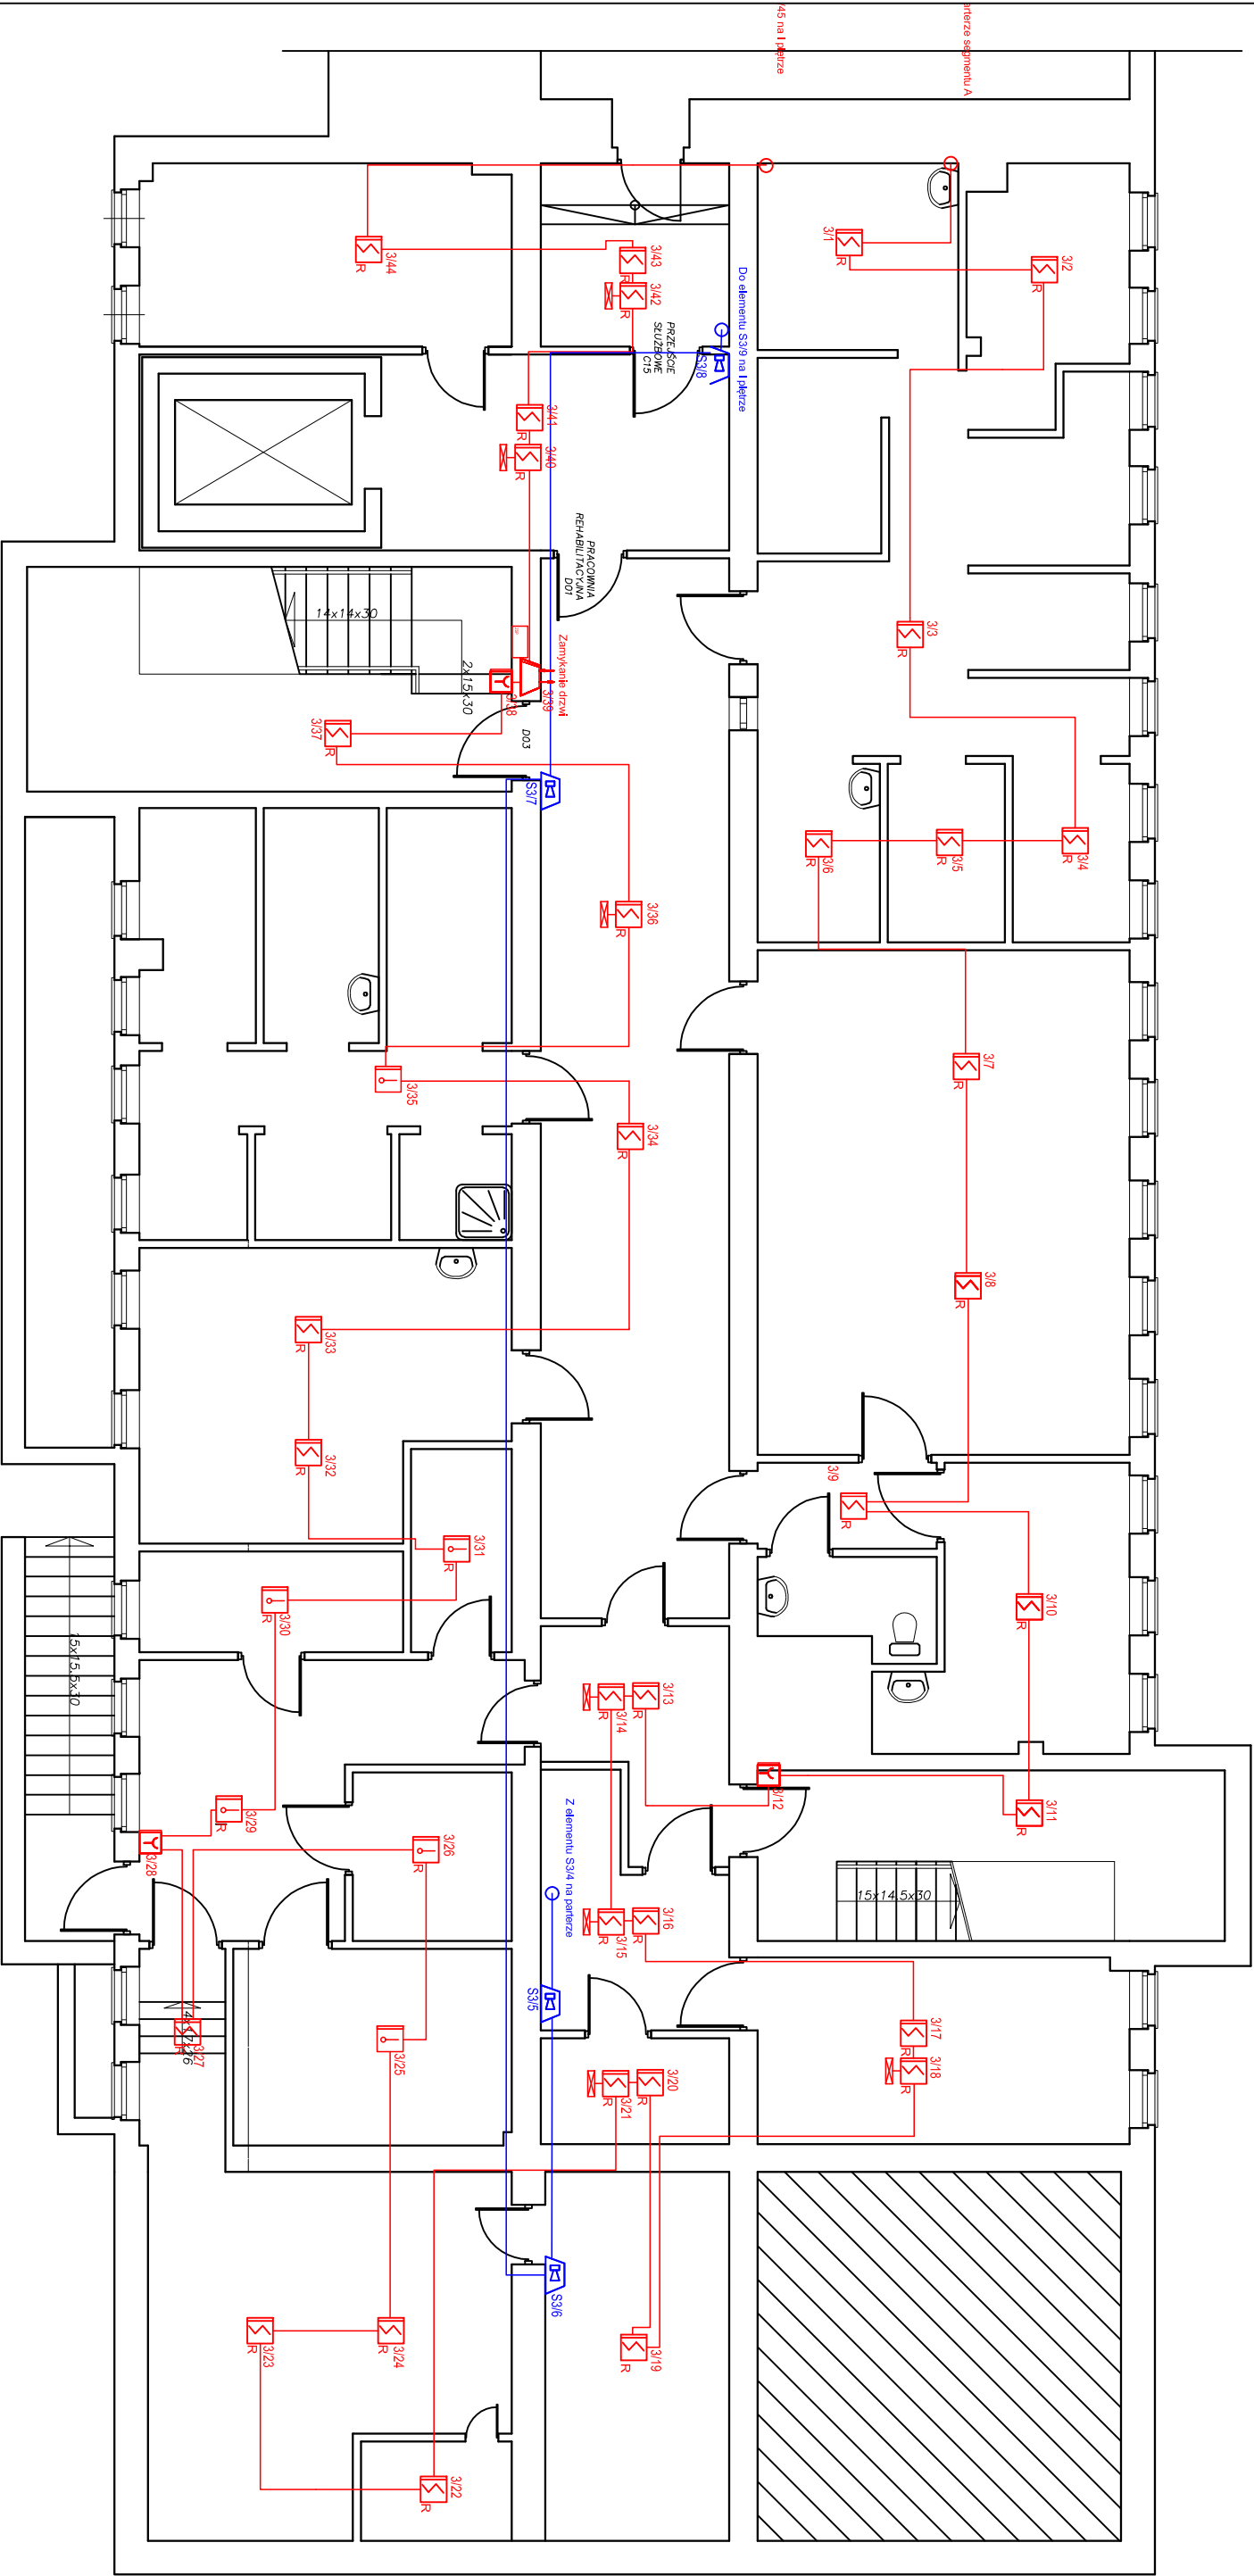 /45 na I piętrze
arterze segmentu A
3/1
R
3/2
R
3/44
R
3/43
R
3/42
R
Do elementu S3/9 na I piętrze
S3/8
PRZEJŚCIE
SŁUŻBOWE
C15
3/41
R
3/40
R
PRACOWNIA
REHABILITACYJNA
D01
Zamykanie drzwi
3/39
3/38
14x14x30
2x15x30
3/37
R
D03
S3/7
3/3
R
3/4
R
3/5
R
3/6
R
3/36
R
3/7
R
3/35
3/34
R
3/8
R
3/33
R
3/32
R
3/9
R
3/31
R
3/30
R
3/10
R
15x15.5x30
3/13
R
3/14
R
3/12
3/11
R
3/29
R
3/28
3/26
R
Z elementu S3/4 na parterze
15x14.5x30
3/16
R
3/15
R
S3/5
3/27
R
4x17x26
3/25
3/17
R
3/18
R
3/20
R
3/21
R
S3/6
3/23
R
3/24
R
3/19
R
3/22
R